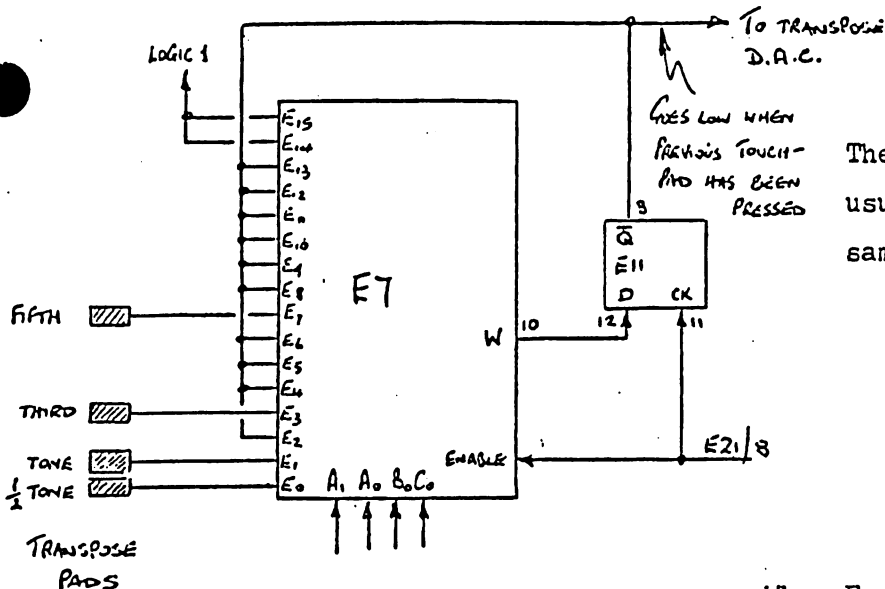 To TRANSPOSE
D.A.C.
LOGIC 1
GOES LOW WHEN
PREVIOUS TOUCH-
PAD HAS BEEN
PRESSED
The
usu
sam
E15
E14
E13
E12
E11
E10
E9
E8
E7
E6
E5
E4
E3
E2
E1
E0
E7
FIFTH
THIRD
TONE
½ TONE
TRANSPOSE
PADS
W
10
ENABLE
A1 A0 B0 C0
9
Q̅
E11
D CK
12
11
E21/8